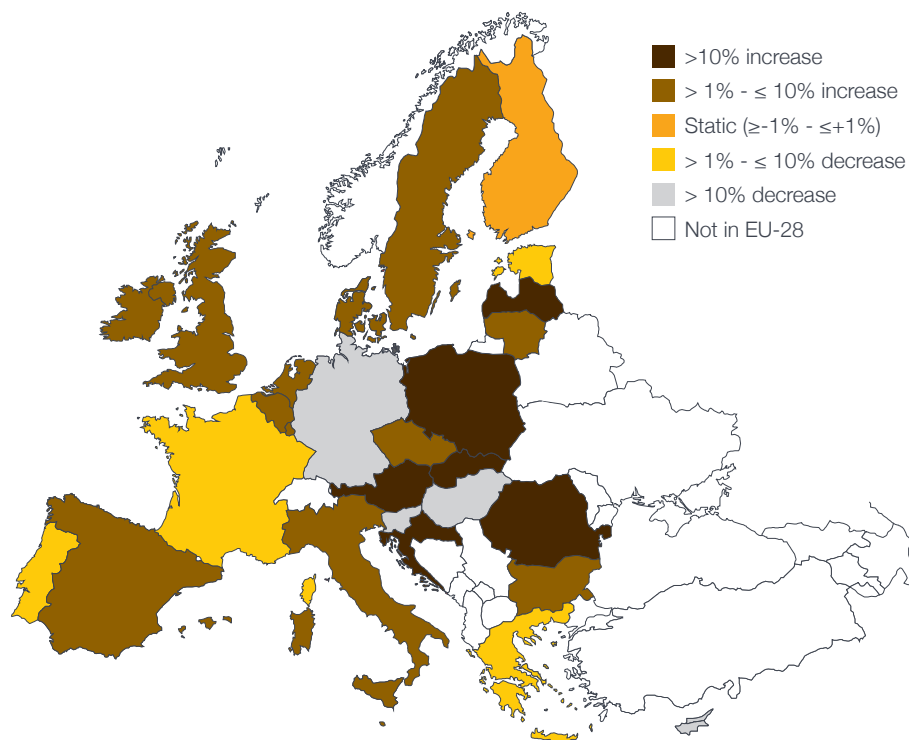 >10% increase
> 1% - ≤ 10% increase
Static (≥-1% - ≤+1%)
> 1% - ≤ 10% decrease
> 10% decrease
Not in EU-28